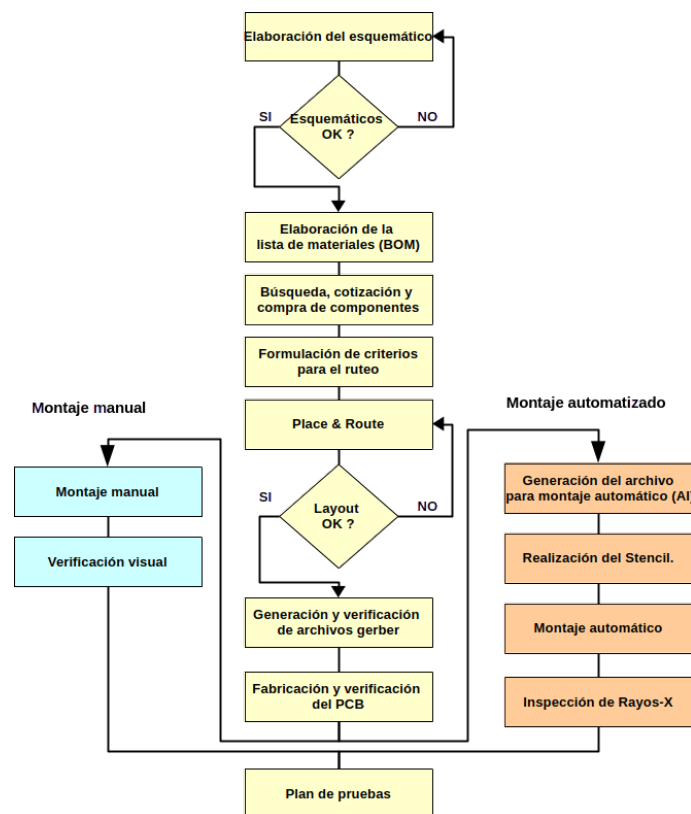 Elaboración del esquemático
Esquemáticos
OK ?
SI
NO
Elaboración de la
lista de materiales (BOM)
Búsqueda, cotización y
compra de componentes
Formulación de criterios
para el ruteo
Place & Route
Layout
OK ?
SI
NO
Generación y verificación
de archivos gerber
Fabricación y verificación
del PCB
Montaje manual
Montaje manual
Verificación visual
Montaje automatizado
Generación del archivo
para montaje automático (AI)
Realización del Stencil.
Montaje automático
Inspección de Rayos-X
Plan de pruebas